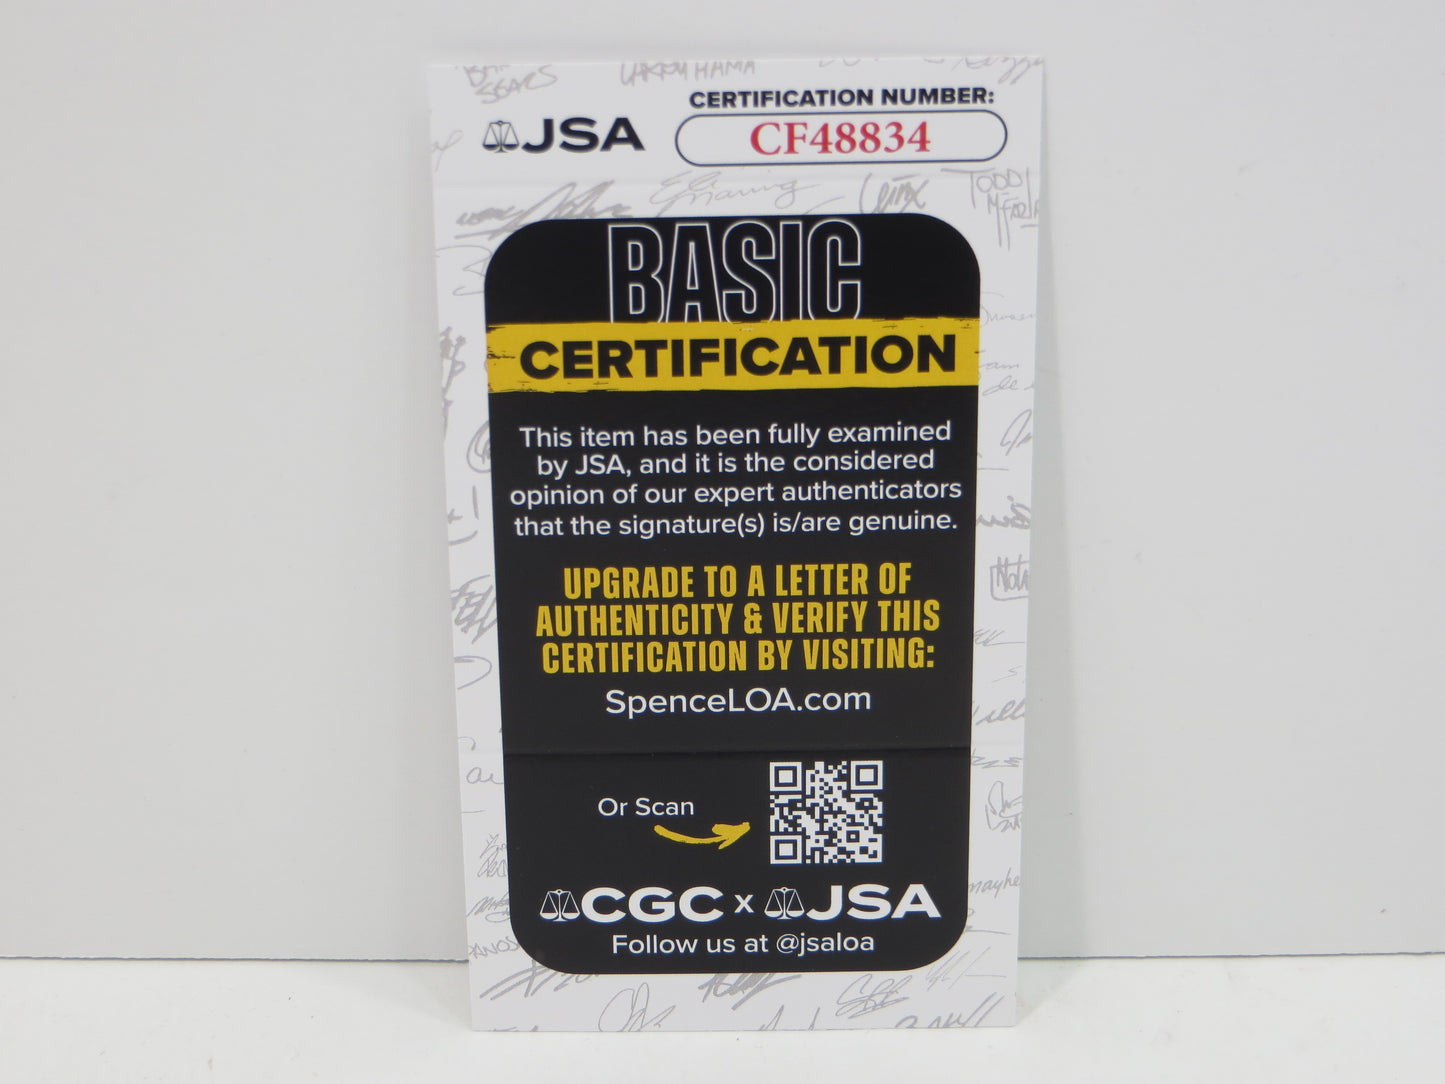 CERTIFICATION NUMBER:
JSA
CF48834
BASIC
CERTIFICATION
This item has been fully examined
by JSA, and it is the considered
opinion of our expert authenticators
that the signature(s) is/are genuine.
UPGRADE TO A LETTER OF
AUTHENTICITY & VERIFY THIS
CERTIFICATION BY VISITING:
SpenceLOA.com
Or Scan
CGC x JSA
Follow us at @jsaloa